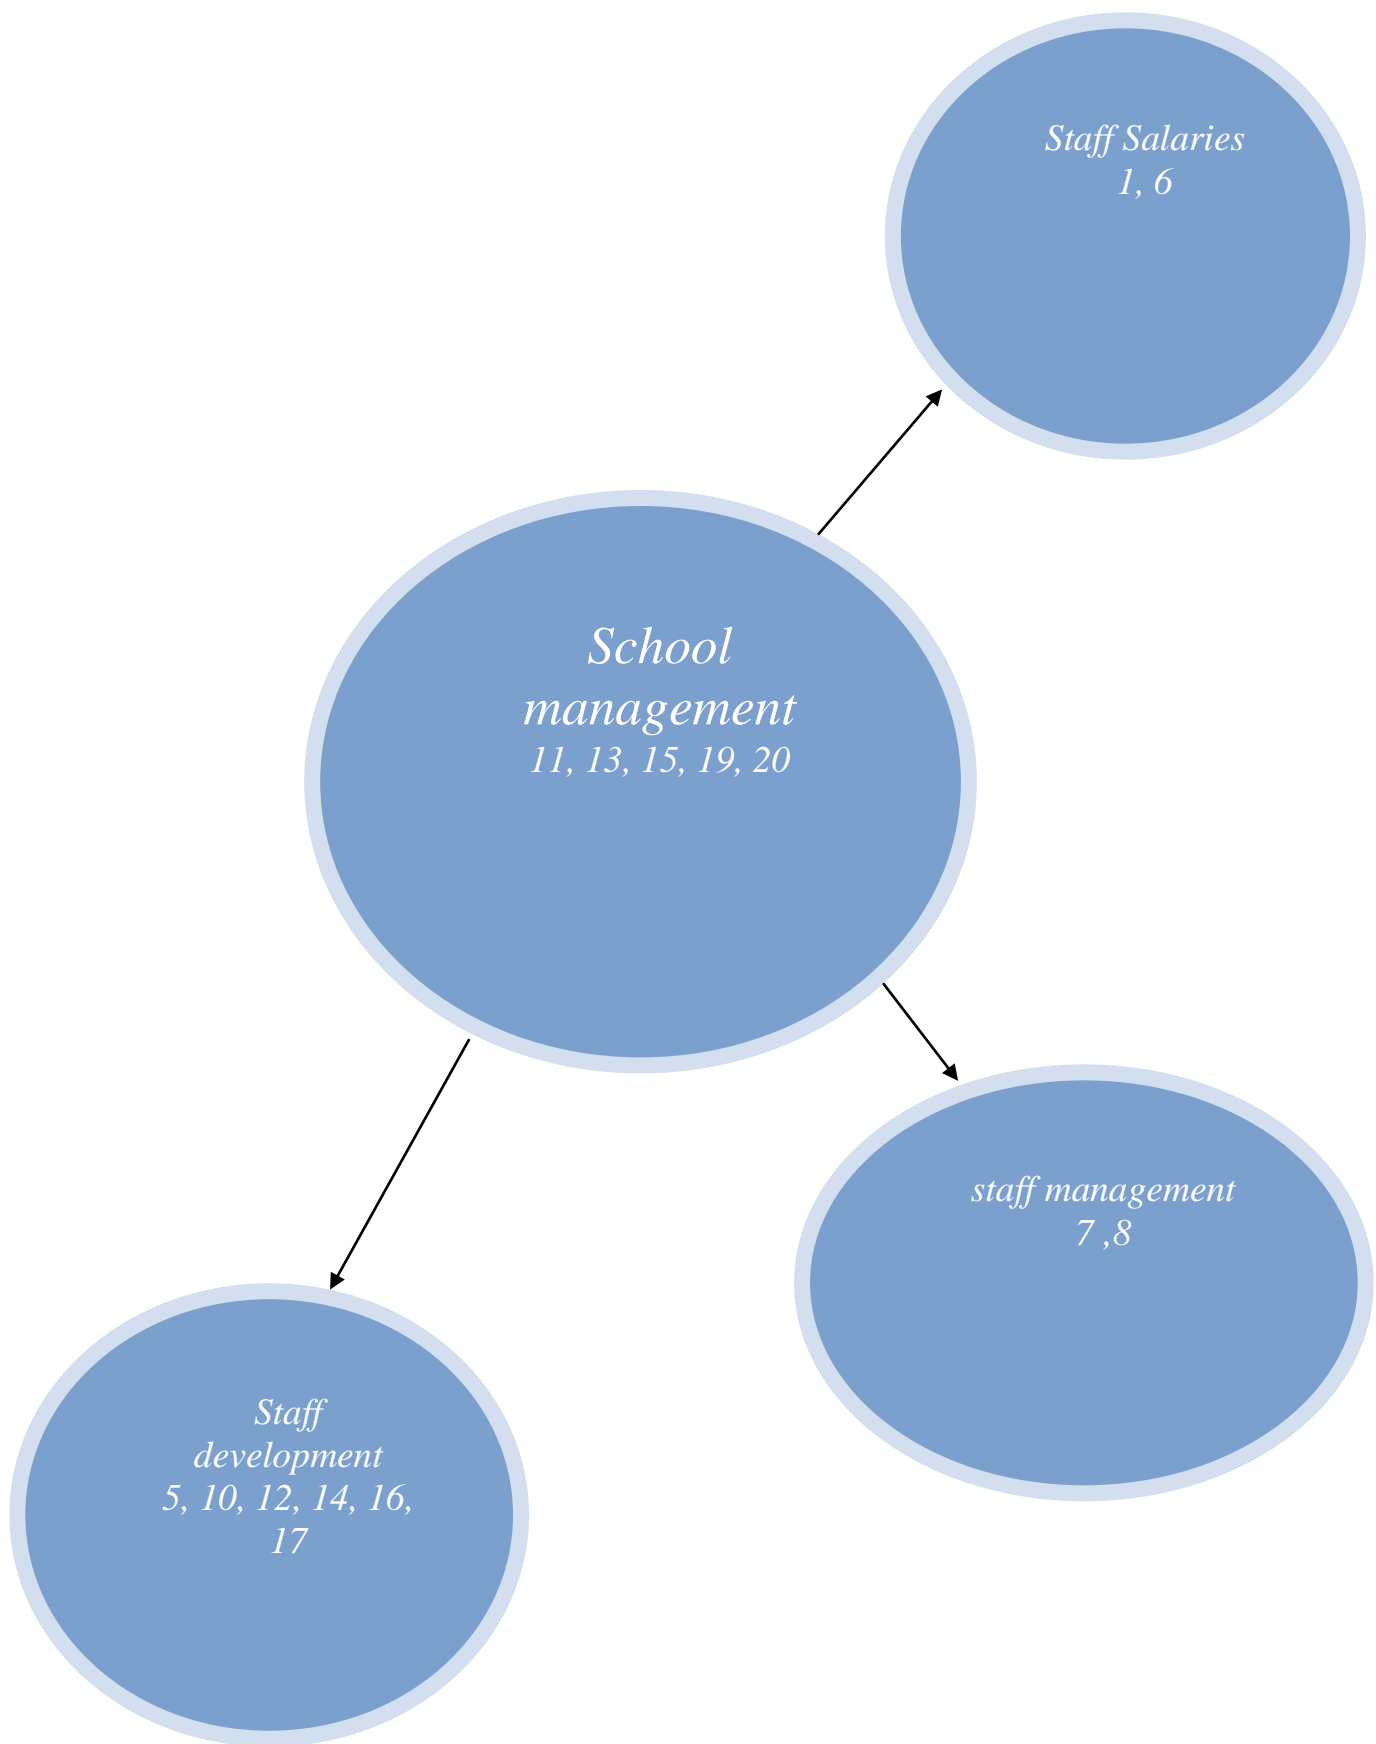 Staff Salaries
1, 6
School
management
11, 13, 15, 19, 20
staff management
7 ,8
Staff
development
5, 10, 12, 14, 16,
17